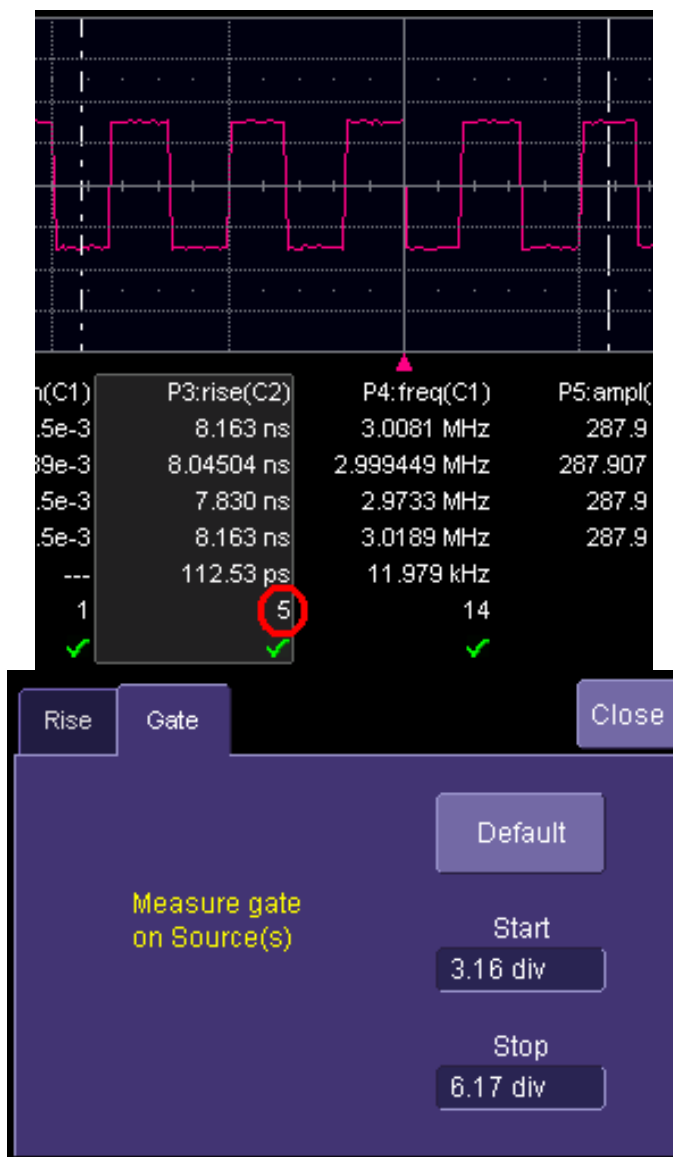 n(C1) P3:rise(C2) P4:freq(C1) P5:ampl(
.5e-3 8.163 ns 3.0081 MHz 287.9
39e-3 8.04504 ns 2.999449 MHz 287.907
.5e-3 7.830 ns 2.9733 MHz 287.9
.5e-3 8.163 ns 3.0189 MHz 287.9
--- 112.53 ps 11.979 kHz
1 5 14
Rise Gate Close
Default
Measure gate
on Source(s)
Start
3.16 div
Stop
6.17 div